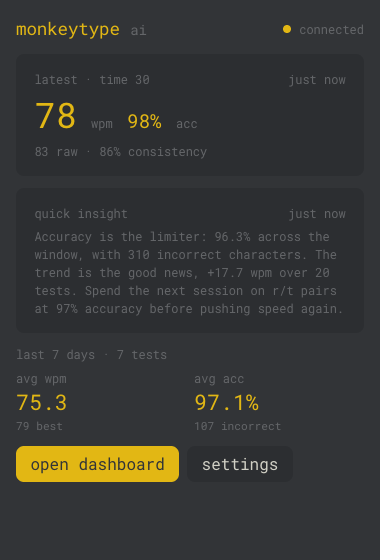 monkeytype ai
connected
latest · time 30
just now
78 wpm 98% acc
83 raw · 86% consistency
quick insight
just now
Accuracy is the limiter: 96.3% across the
window, with 310 incorrect characters. The
trend is the good news, +17.7 wpm over 20
tests. Spend the next session on r/t pairs
at 97% accuracy before pushing speed again.
last 7 days · 7 tests
avg wpm
75.3
79 best
avg acc
97.1%
107 incorrect
open dashboard
settings